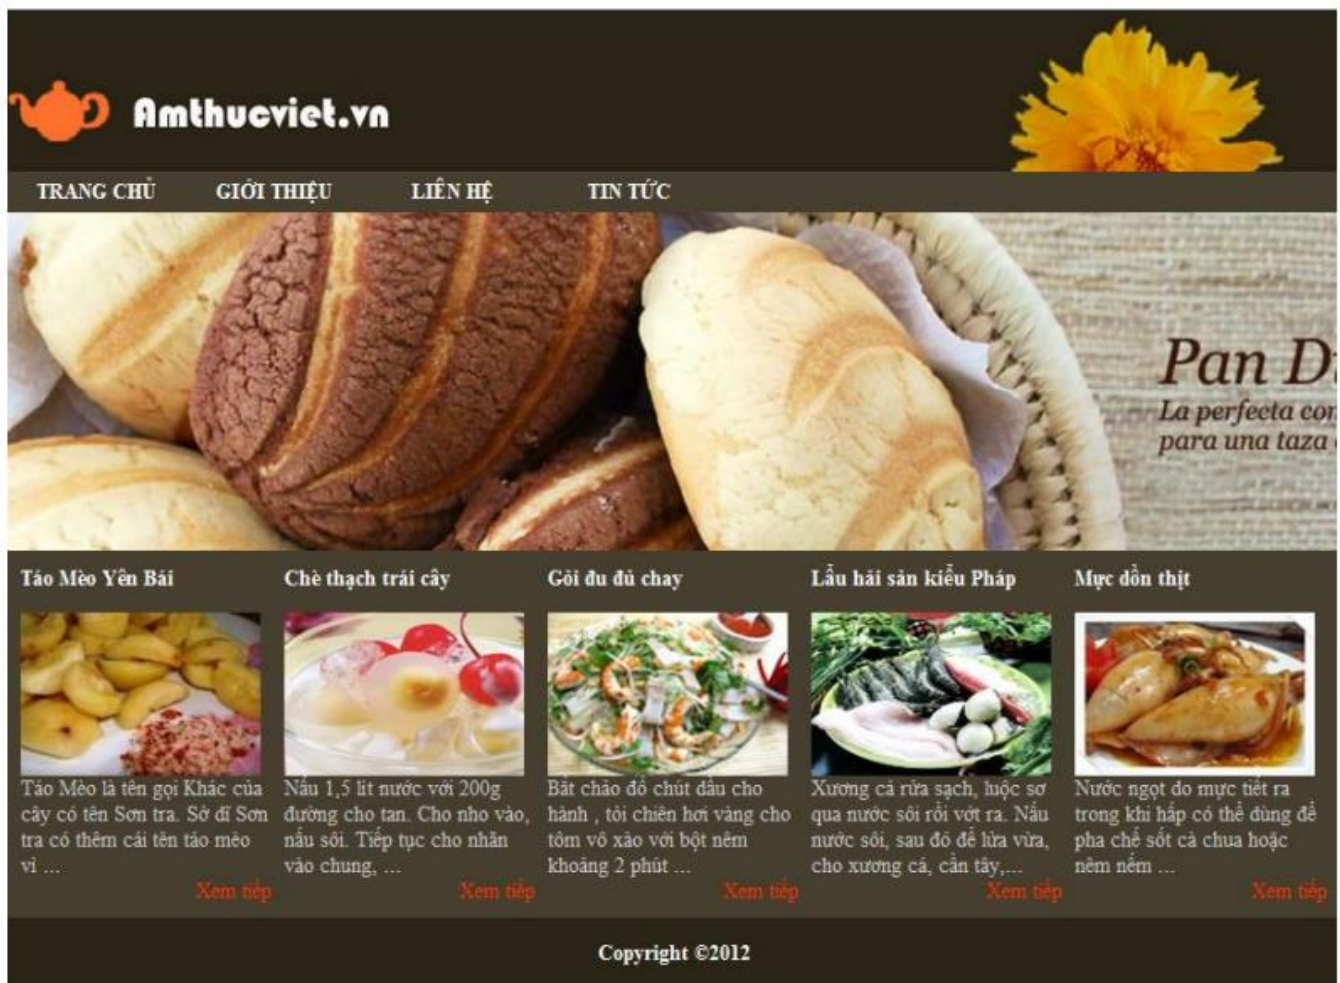 Amthucviet.vn
TRANG CHỦ GIỚI THIỆU LIÊN HỆ TIN TỨC
Pan D
La perfecta con
para una taza
Táo Mèo Yên Bái
Táo Mèo là tên gọi Khác của
cây có tên Sơn tra. Sở dĩ Sơn
tra có thêm cái tên táo mèo
vì ...
Xem tiếp
Chè thạch trái cây
Nấu 1,5 lít nước với 200g
đường cho tan. Cho nho vào,
nấu sôi. Tiếp tục cho nhãn
vào chung, ...
Xem tiếp
Gỏi đu đủ chay
Bắt chảo đổ chút dầu cho
hành , tỏi chiên hơi vàng cho
tôm vô xào với bột nêm
khoảng 2 phút ...
Xem tiếp
Lẩu hải sản kiểu Pháp
Xương cá rửa sạch, luộc sơ
qua nước sôi rồi vớt ra. Nấu
nước sôi, sau đó để lửa vừa,
cho xương cá, cần tây,...
Xem tiếp
Mực dồn thịt
Nước ngọt do mực tiết ra
trong khi hấp có thể dùng để
pha chế sốt cà chua hoặc
nêm nếm ...
Xem tiếp
Copyright ©2012